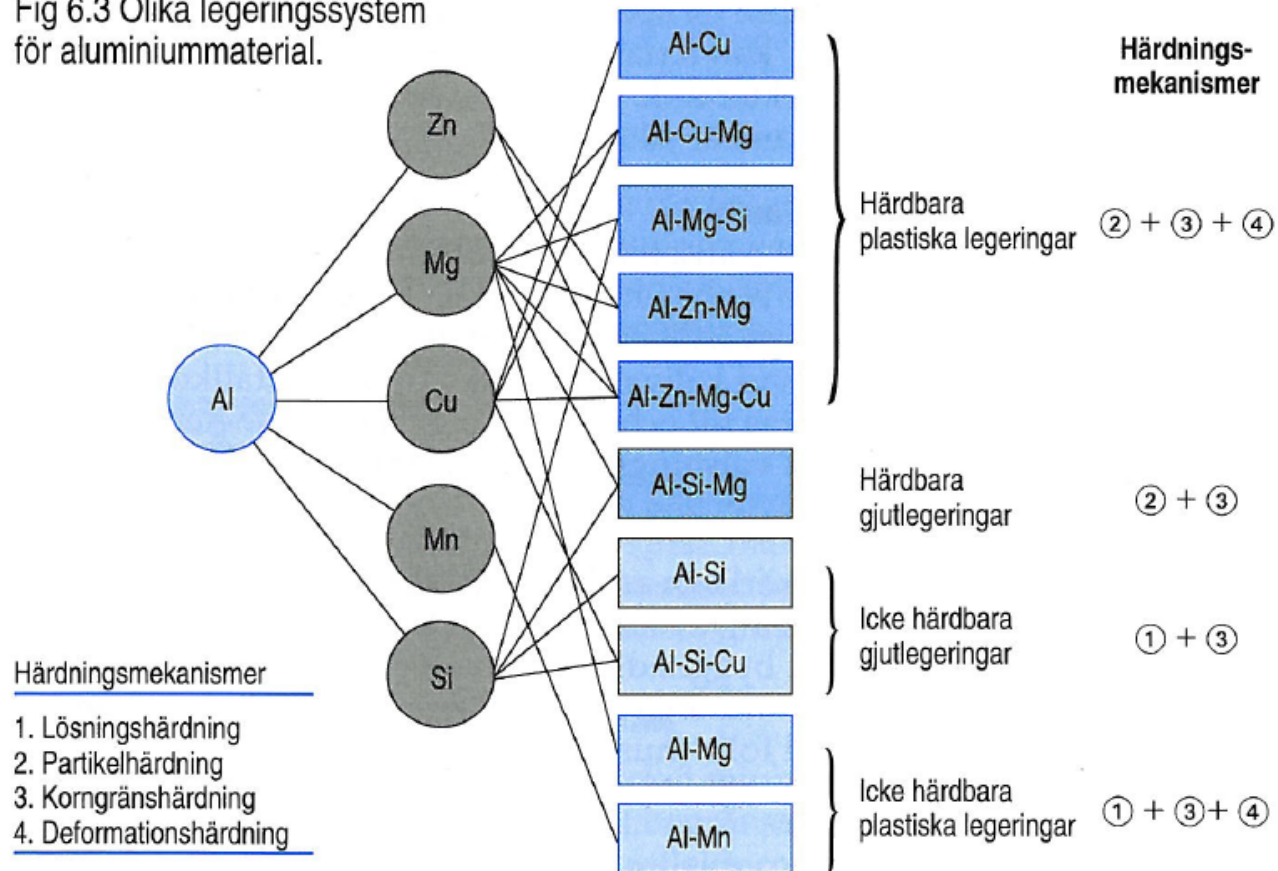 Fig 6.3 Olika legeringssystem
för aluminiummaterial.
Al
Zn
Mg
Cu
Mn
Si
Al-Cu
Al-Cu-Mg
Al-Mg-Si
Al-Zn-Mg
Al-Zn-Mg-Cu
Al-Si-Mg
Al-Si
Al-Si-Cu
Al-Mg
Al-Mn
Härdnings-
mekanismer
Härdbara
plastiska legeringar
② + ③ + ④
Härdbara
gjutlegeringar
② + ③
Icke härdbara
gjutlegeringar
① + ③
Icke härdbara
plastiska legeringar
① + ③ + ④
Härdningsmekanismer
1. Lösningshärdning
2. Partikelhärdning
3. Korngränshärdning
4. Deformationshärdning